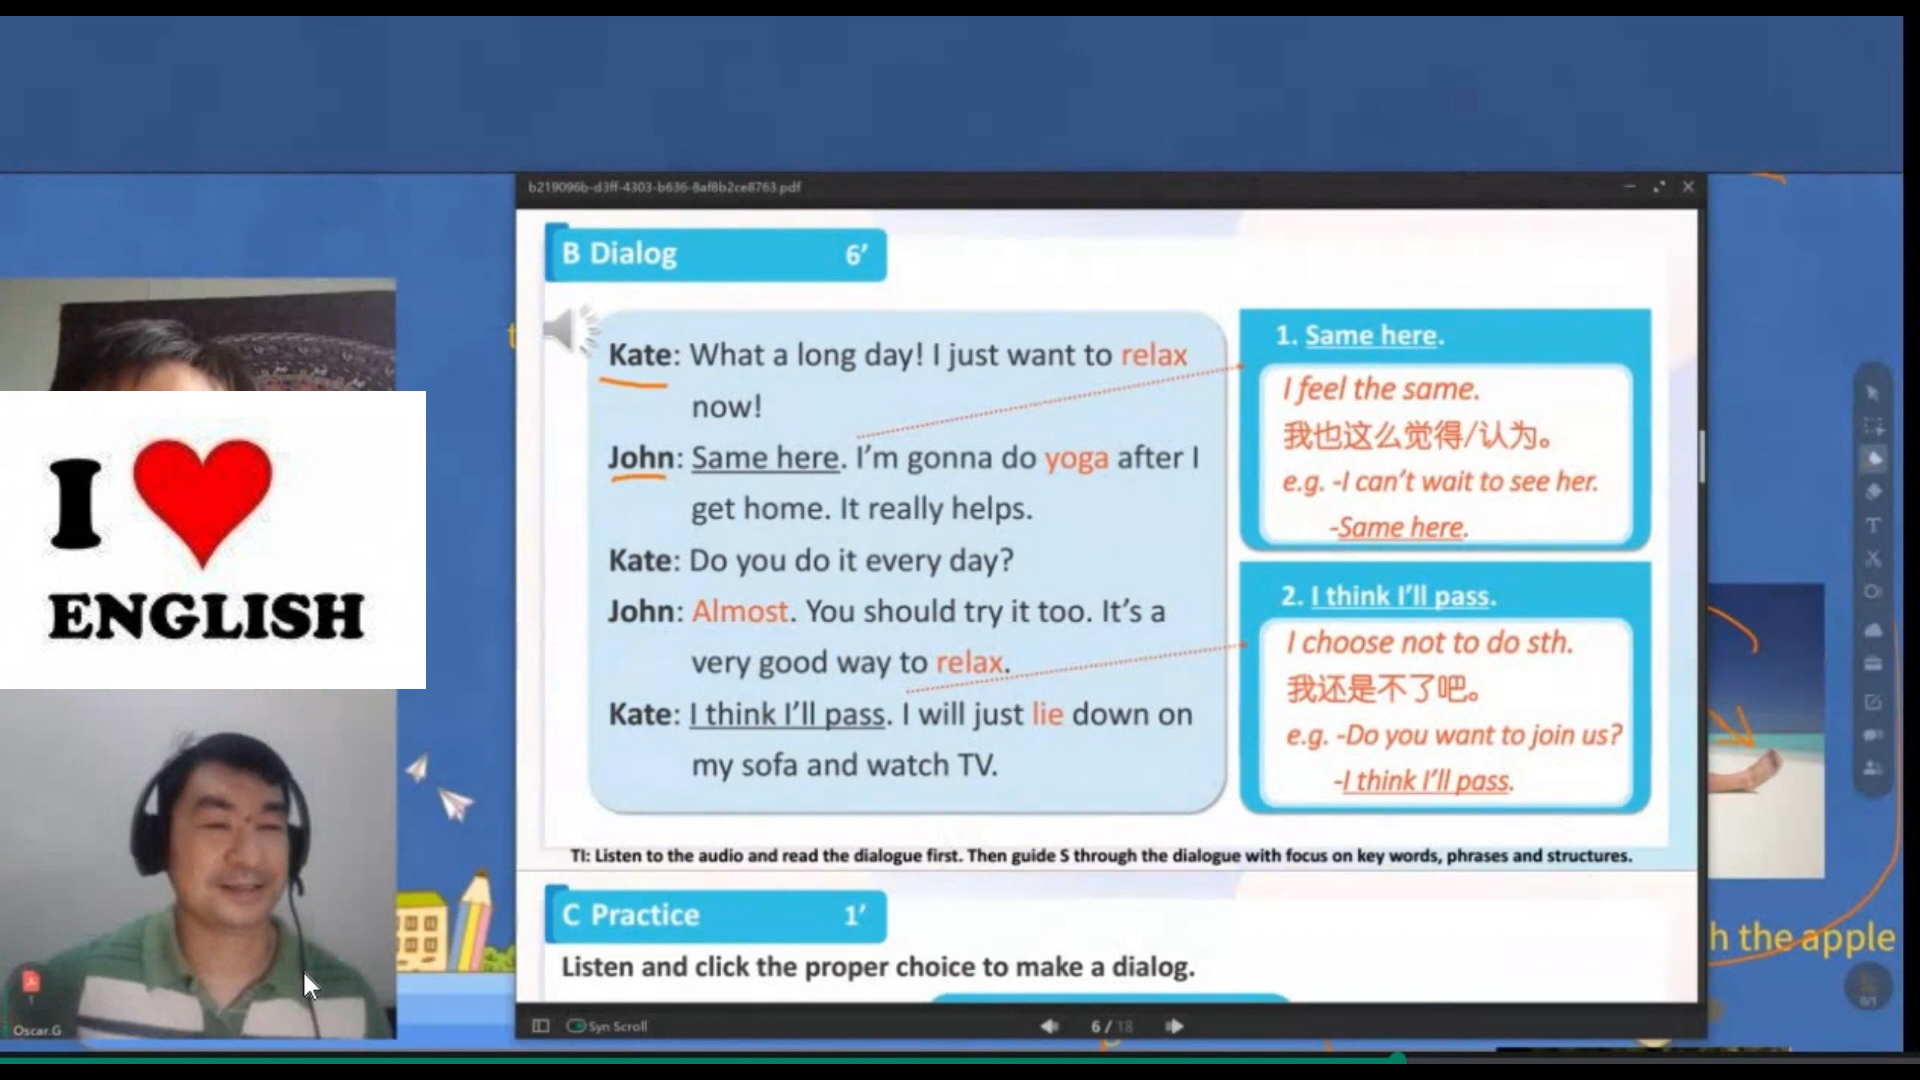 b219096b-d3ff-4303-b636-8af8b2ce8763.pdf
B Dialog 6’
Kate: What a long day! I just want to relax
now!
John: Same here. I’m gonna do yoga after I
get home. It really helps.
Kate: Do you do it every day?
John: Almost. You should try it too. It’s a
very good way to relax.
Kate: I think I’ll pass. I will just lie down on
my sofa and watch TV.
1. Same here.
I feel the same.
我也这么觉得/认为。
e.g. -I can’t wait to see her.
-Same here.
2. I think I’ll pass.
I choose not to do sth.
我还是不了吧。
e.g. -Do you want to join us?
-I think I’ll pass.
TI: Listen to the audio and read the dialogue first. Then guide S through the dialogue with focus on key words, phrases and structures.
C Practice 1’
Listen and click the proper choice to make a dialog.
Syn Scroll
6 / 18
I
ENGLISH
Oscar.G
1
h the apple
0/1
T